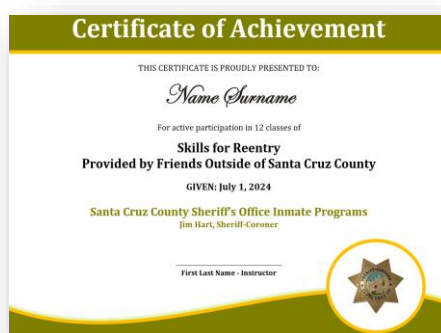 Certificate of Achievement
THIS CERTIFICATE IS PROUDLY PRESENTED TO:
Name Surname
For active participation in 12 classes of
Skills for Reentry
Provided by Friends Outside of Santa Cruz County
GIVEN: July 1, 2024
Santa Cruz County Sheriff's Office Inmate Programs
Jim Hart, Sheriff-Coroner
First Last Name - Instructor